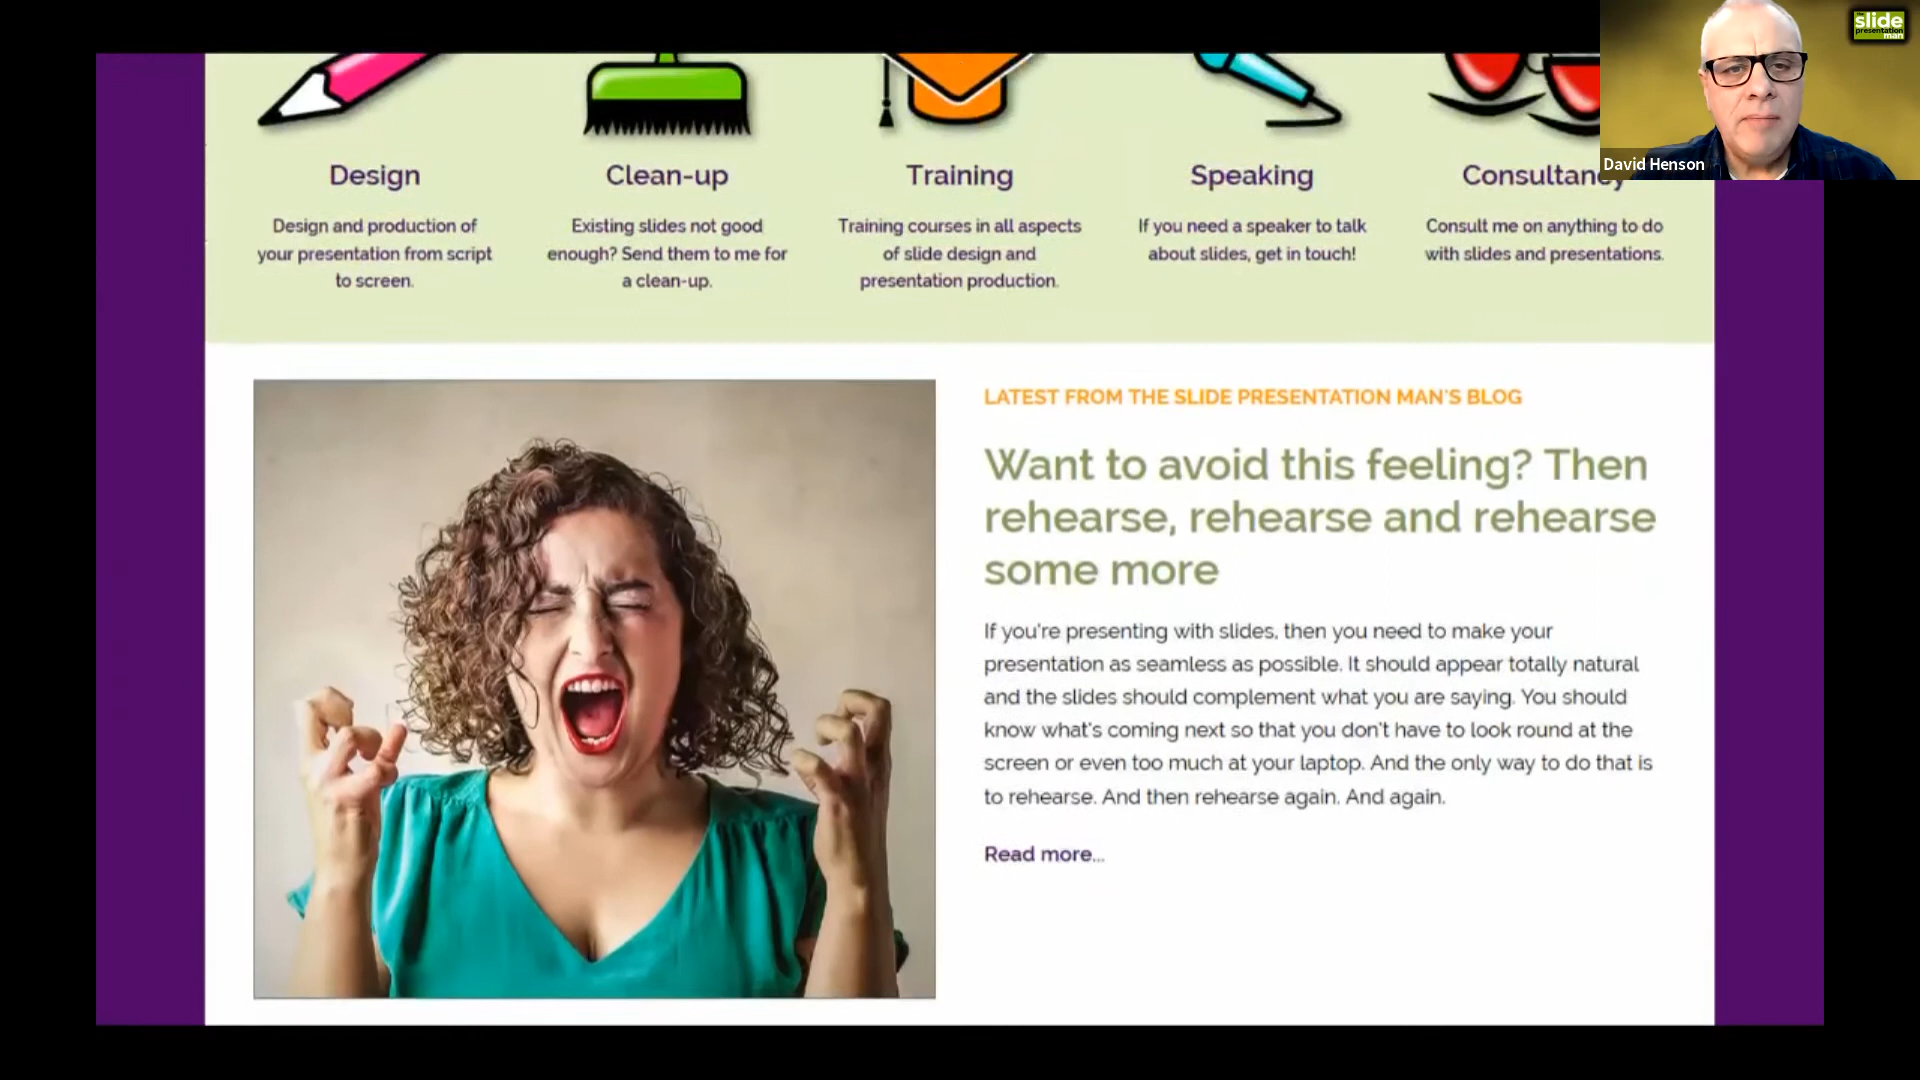 the
slide
presentation
man
David Henson
Design
Design and production of
your presentation from script
to screen.
Clean-up
Existing slides not good
enough? Send them to me for
a clean-up.
Training
Training courses in all aspects
of slide design and
presentation production.
Speaking
If you need a speaker to talk
about slides, get in touch!
Consultancy
Consult me on anything to do
with slides and presentations.
LATEST FROM THE SLIDE PRESENTATION MAN'S BLOG
Want to avoid this feeling? Then
rehearse, rehearse and rehearse
some more
If you're presenting with slides, then you need to make your
presentation as seamless as possible. It should appear totally natural
and the slides should complement what you are saying. You should
know what's coming next so that you don't have to look round at the
screen or even too much at your laptop. And the only way to do that is
to rehearse. And then rehearse again. And again.
Read more...